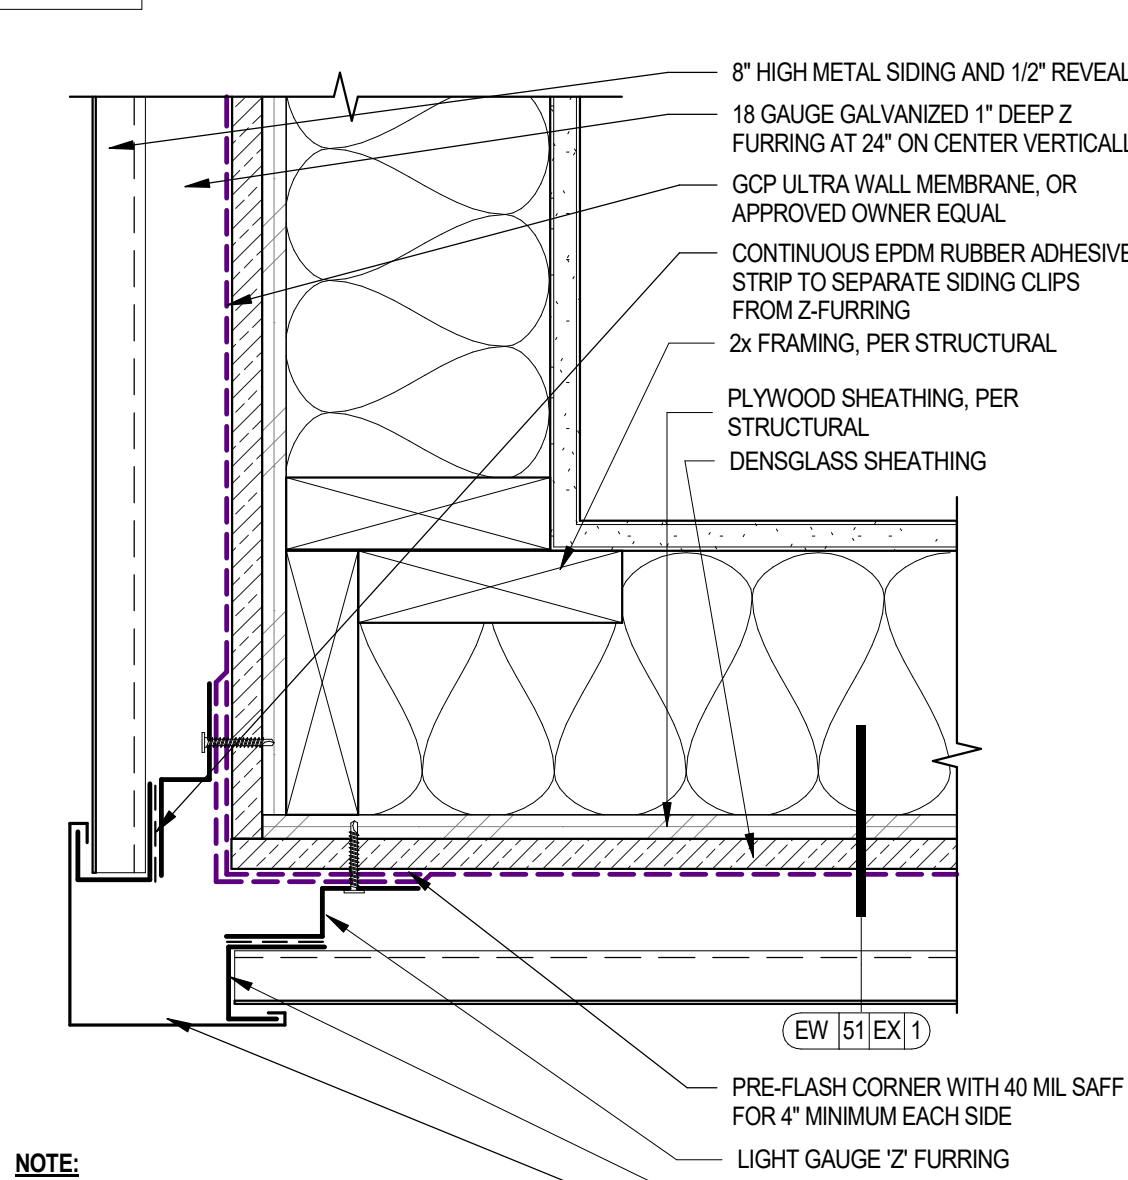 8" HIGH METAL SIDING AND 1/2" REVEAL
18 GAUGE GALVANIZED 1" DEEP Z
FURRING AT 24" ON CENTER VERTICALL
GCP ULTRA WALL MEMBRANE, OR
APPROVED OWNER EQUAL
CONTINUOUS EPDM RUBBER ADHESIVE
STRIP TO SEPARATE SIDING CLIPS
FROM Z-FURRING
2x FRAMING, PER STRUCTURAL
PLYWOOD SHEATHING, PER
STRUCTURAL
DENSGLASS SHEATHING
EW 51 EX 1
PRE-FLASH CORNER WITH 40 MIL SAFF
FOR 4" MINIMUM EACH SIDE
LIGHT GAUGE 'Z' FURRING
NOTE: